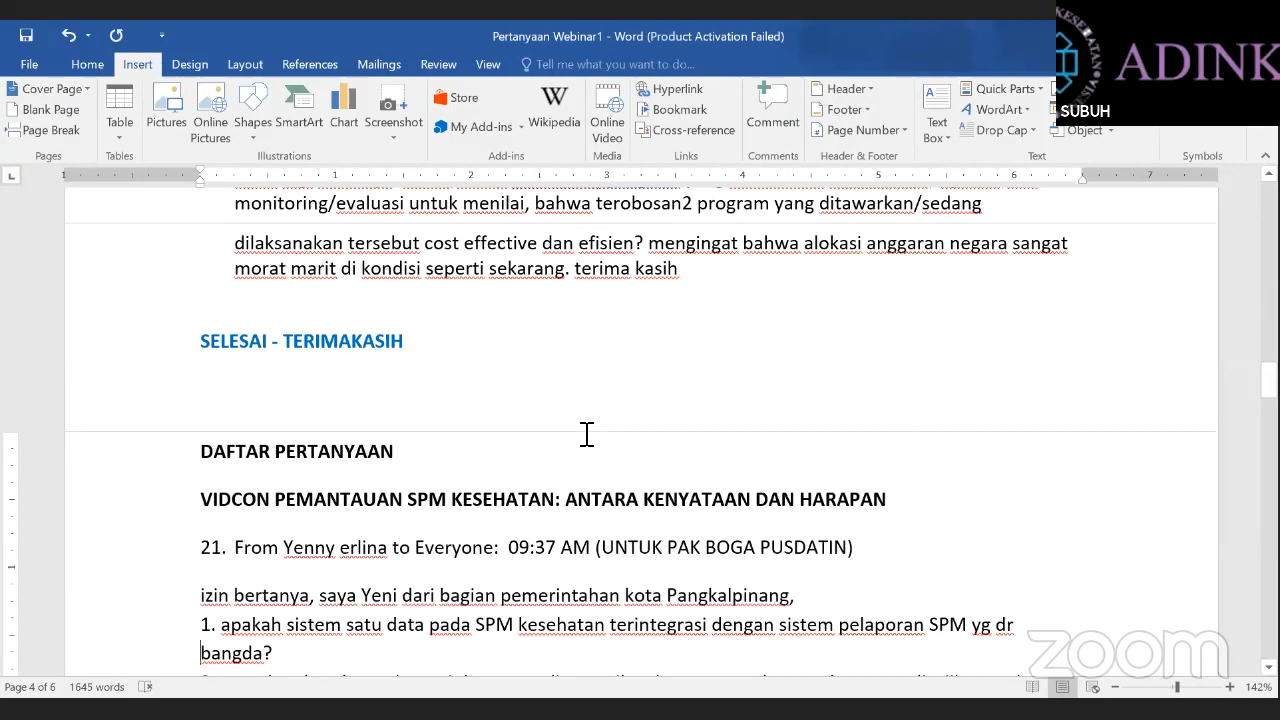 Pertanyaan Webinar1 - Word (Product Activation Failed)
File Home Insert Design Layout References Mailings Review View Tell me what you want to do...
ADINK
SUBUH
Cover Page
Blank Page
Page Break
Table
Pictures
Online Pictures
Shapes
SmartArt
Chart
Screenshot
Store
My Add-ins
Wikipedia
Online Video
Hyperlink
Bookmark
Cross-reference
Comment
Header
Footer
Page Number
Text Box
Quick Parts
WordArt
Drop Cap
Object
Pages Tables Illustrations Add-ins Media Links Comments Header & Footer Text Symbols
1 1 2 3 4 5 6 7
monitoring/evaluasi untuk menilai, bahwa terobosan2 program yang ditawarkan/sedang
dilaksanakan tersebut cost effective dan efisien? mengingat bahwa alokasi anggaran negara sangat
morat marit di kondisi seperti sekarang. terima kasih
SELESAI - TERIMAKASIH
DAFTAR PERTANYAAN
VIDCON PEMANTAUAN SPM KESEHATAN: ANTARA KENYATAAN DAN HARAPAN
21. From Yenny erlina to Everyone: 09:37 AM (UNTUK PAK BOGA PUSDATIN)
izin bertanya, saya Yeni dari bagian pemerintahan kota Pangkalpinang,
1. apakah sistem satu data pada SPM kesehatan terintegrasi dengan sistem pelaporan SPM yg dr
bangda?
zoom
Page 4 of 6 1645 words 142%